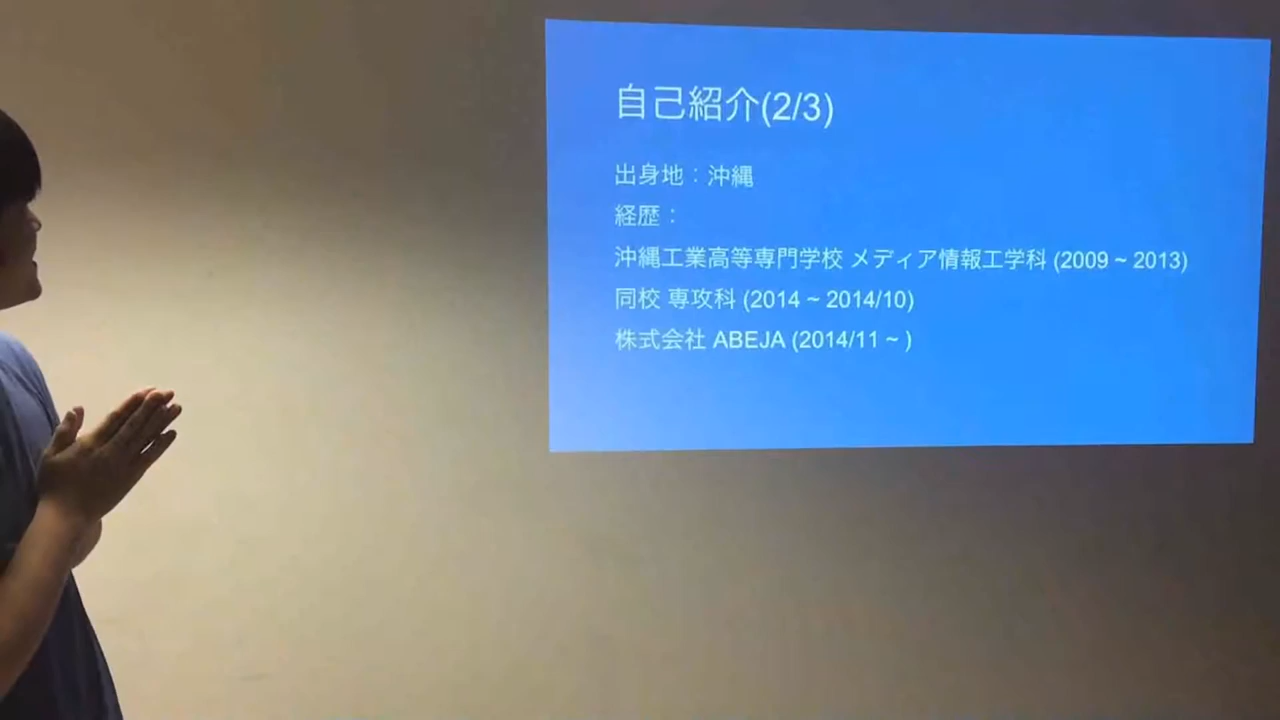 自己紹介(2/3)
出身地：沖縄
経歴：
沖縄工業高等専門学校 メディア情報工学科 (2009 ~ 2013)
同校 専攻科 (2014 ~ 2014/10)
株式会社 ABEJA (2014/11 ~ )